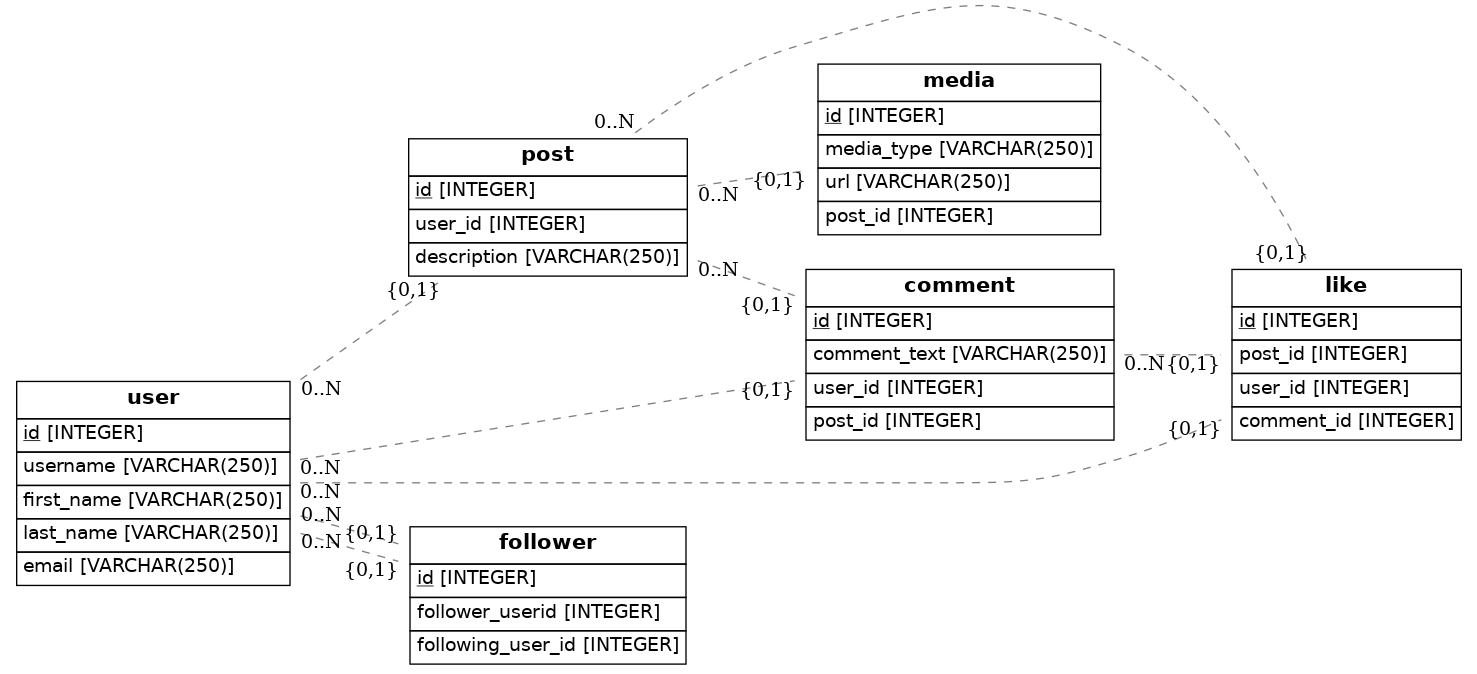 media
id [INTEGER]
media_type [VARCHAR(250)]
url [VARCHAR(250)]
post_id [INTEGER]
0..N
post
id [INTEGER]
user_id [INTEGER]
description [VARCHAR(250)]
{0,1}
0..N
{0,1}
0..N
{0,1}
{0,1}
comment
id [INTEGER]
comment_text [VARCHAR(250)]
user_id [INTEGER]
post_id [INTEGER]
like
id [INTEGER]
post_id [INTEGER]
user_id [INTEGER]
comment_id [INTEGER]
0..N
{0,1}
0..N
{0,1}
user
id [INTEGER]
username [VARCHAR(250)]
first_name [VARCHAR(250)]
last_name [VARCHAR(250)]
email [VARCHAR(250)]
0..N
{0,1}
0..N
0..N
{0,1}
0..N
{0,1}
follower
id [INTEGER]
follower_userid [INTEGER]
following_user_id [INTEGER]